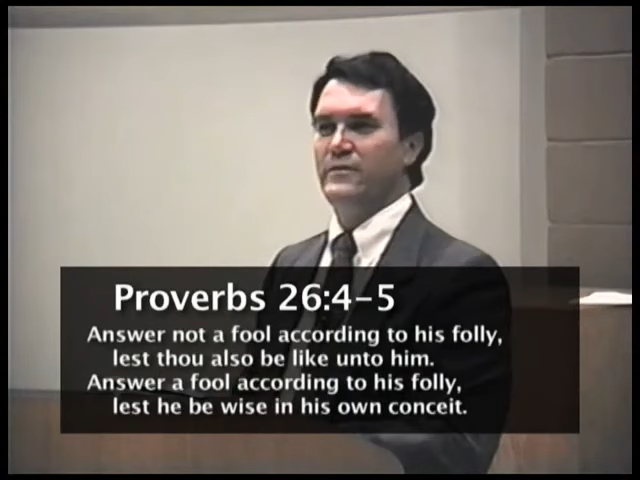 Proverbs 26:4-5
Answer not a fool according to his folly,
lest thou also be like unto him.
Answer a fool according to his folly,
lest he be wise in his own conceit.